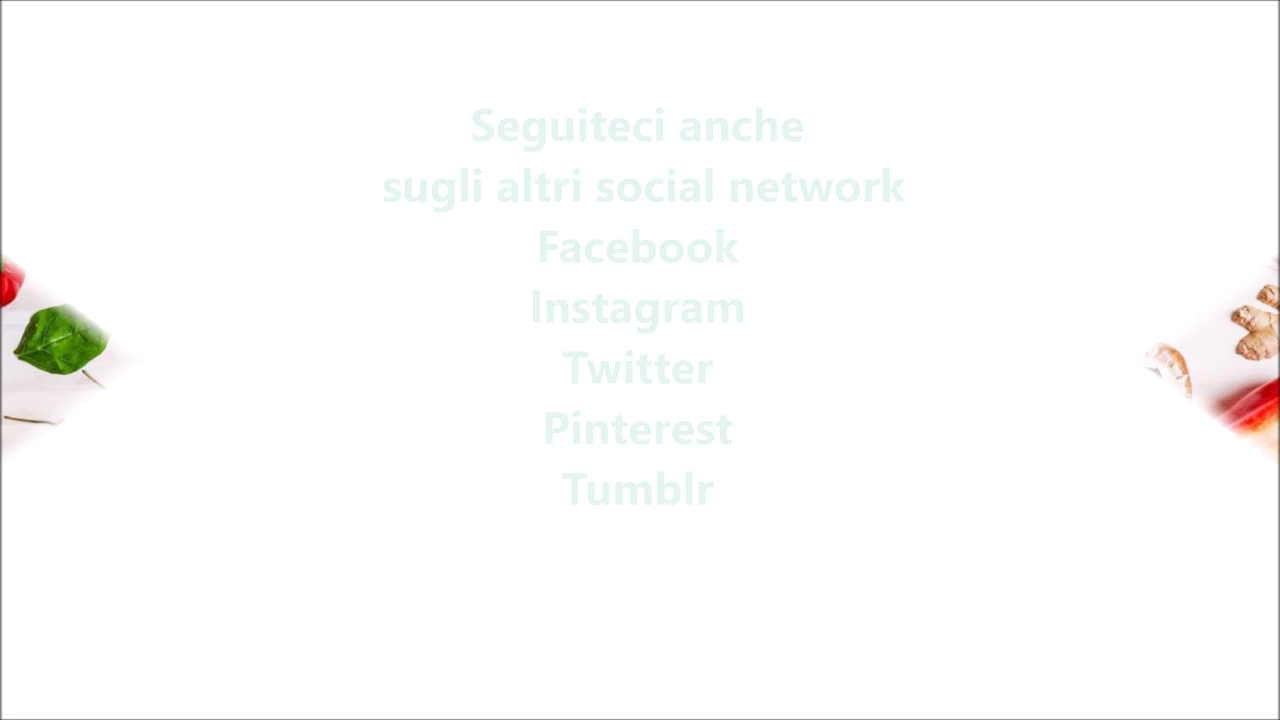 Seguiteci anche
sugli altri social network
Facebook
Instagram
Twitter
Pinterest
Tumblr